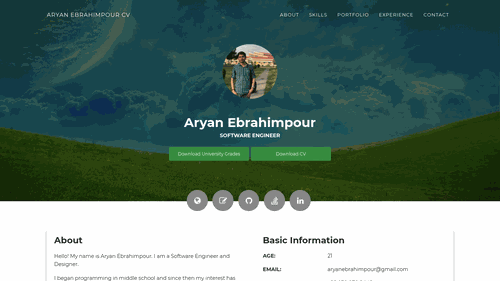 ARYAN EBRAHIMPOUR CV
ABOUT SKILLS PORTFOLIO EXPERIENCE CONTACT
Aryan Ebrahimpour
SOFTWARE ENGINEER
Download University Grades Download CV
About
Hello! My name is Aryan Ebrahimpour. I am a Software Engineer and
Designer.
I began programming in middle school and since then my interest has
Basic Information
AGE: 21
EMAIL: aryanebrahimpour@gmail.com